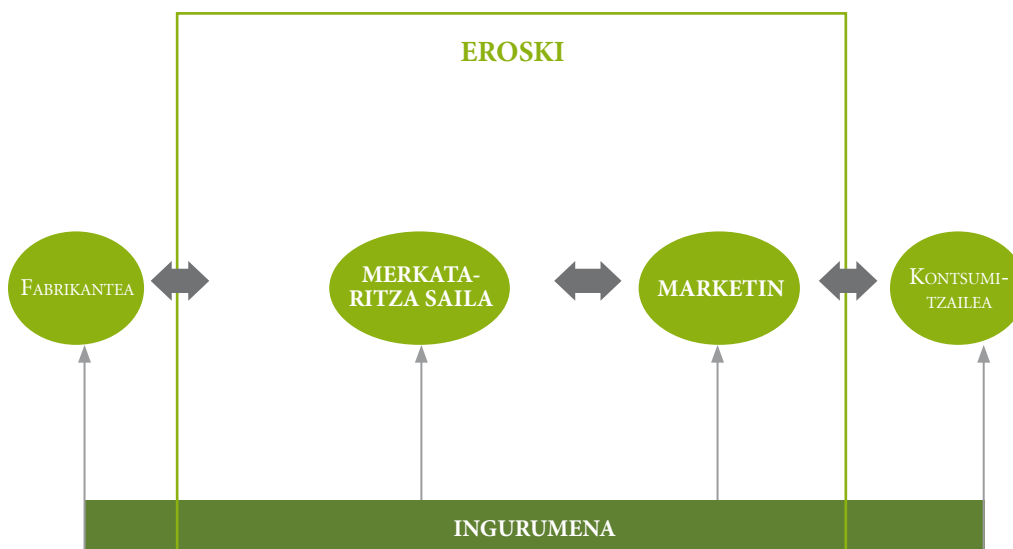 EROSKI
FABRIKANTEA
MERKATA-
RITZA SAILA
MARKETIN
KONTSUMI-
TZAILEA
INGURUMENA